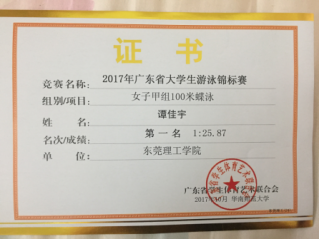 证书
竞赛名称： 2017年广东省大学生游泳锦标赛
组别/项目： 女子甲组100米蝶泳
姓名： 谭佳宇
名次/成绩： 第一名 1:25.87
单位： 东莞理工学院
广东省学生体育艺术联合会